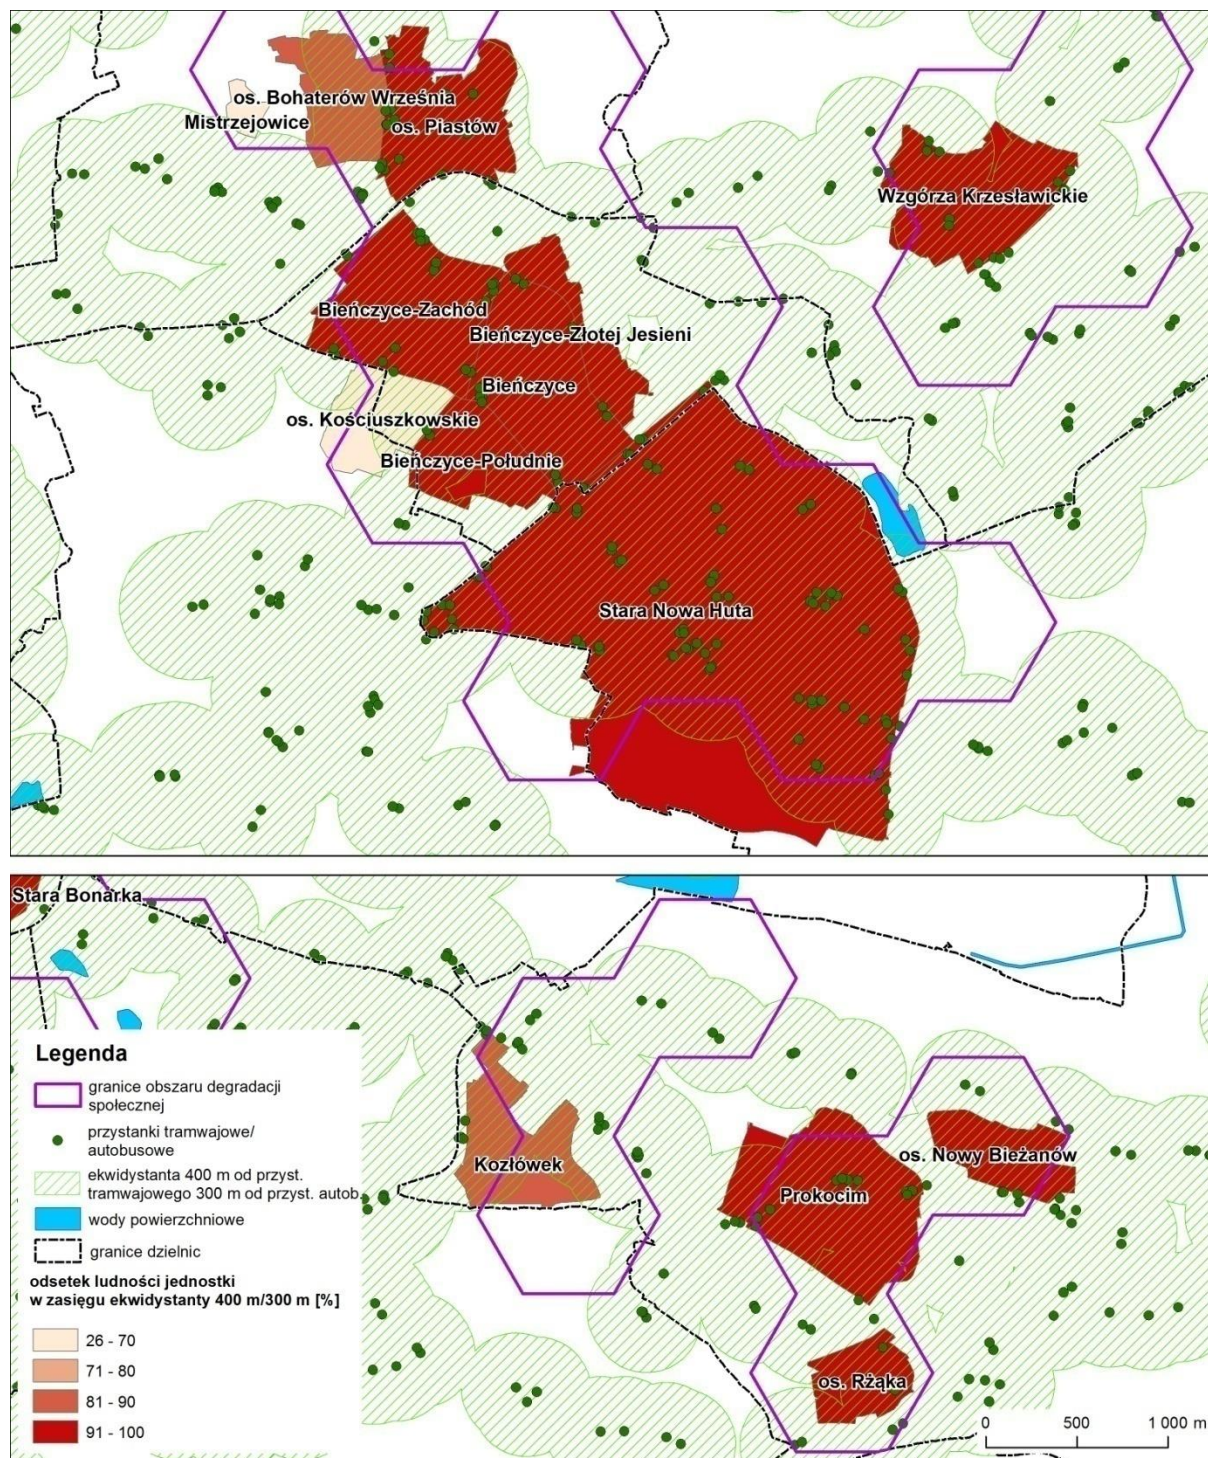 os. Bohaterów Września
Mistrzejowice
os. Piastów
Wzgórza Krzesławickie
Bieńczyce-Zachód
Bieńczyce-Złotej Jesieni
Bieńczyce
os. Kościuszkowskie
Bieńczyce-Południe
Stara Nowa Huta
Stara Bonarka
Kozłówek
os. Nowy Bieżanów
Prokocim
os. Rżąka
Legenda
granice obszaru degradacji
społecznej
przystanki tramwajowe/
autobusowe
ekwidystanta 400 m od przyst.
tramwajowego 300 m od przyst. autob.
wody powierzchniowe
granice dzielnic
odsetek ludności jednostki
w zasięgu ekwidystanty 400 m/300 m [%]
26 - 70
71 - 80
81 - 90
91 - 100
0 500 1 000 m